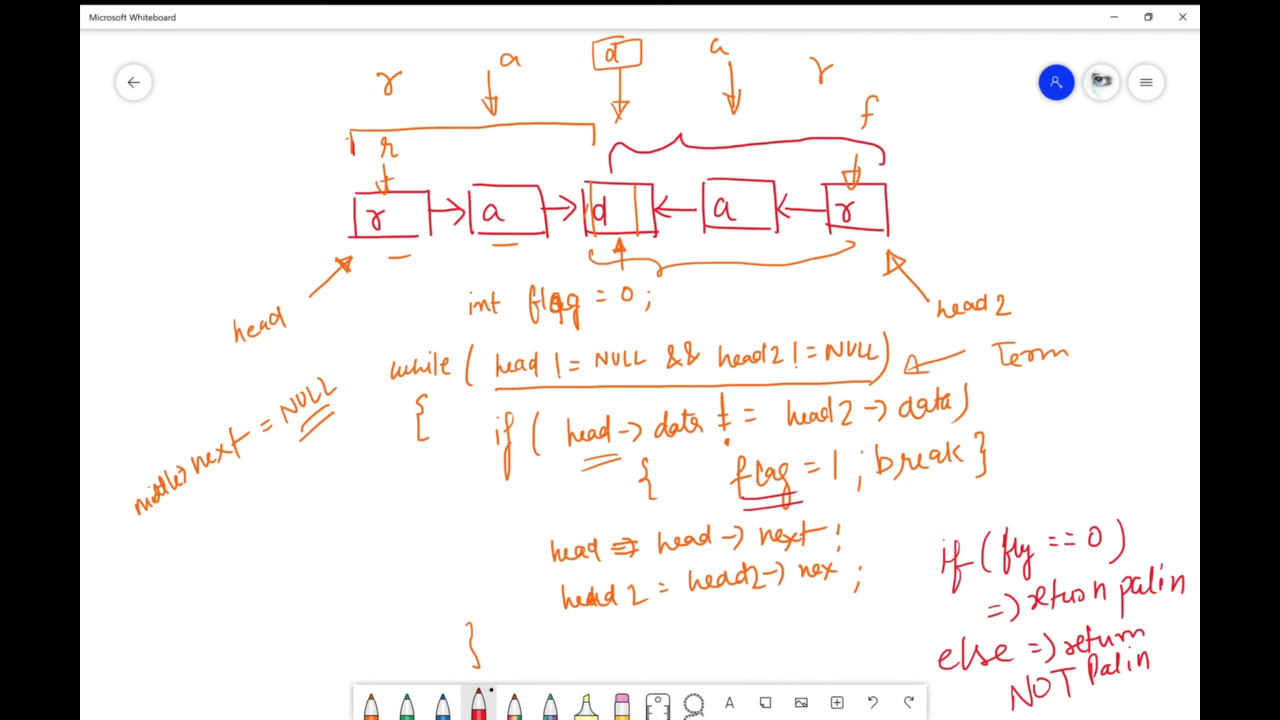 Microsoft Whiteboard
r a d a r
r f
r a d a r
head
head 2
int flag = 0 ;
while ( head ! = NULL && head2 ! = NULL )
Term
{ if ( head -> data ! = head2 -> data )
middle -> next = NULL
{ flag = 1 ; break }
head = head -> next ;
head 2 = head2 -> nex ;
}
if ( flg == 0 )
=) return palin
else =) return
NOT Palin
A